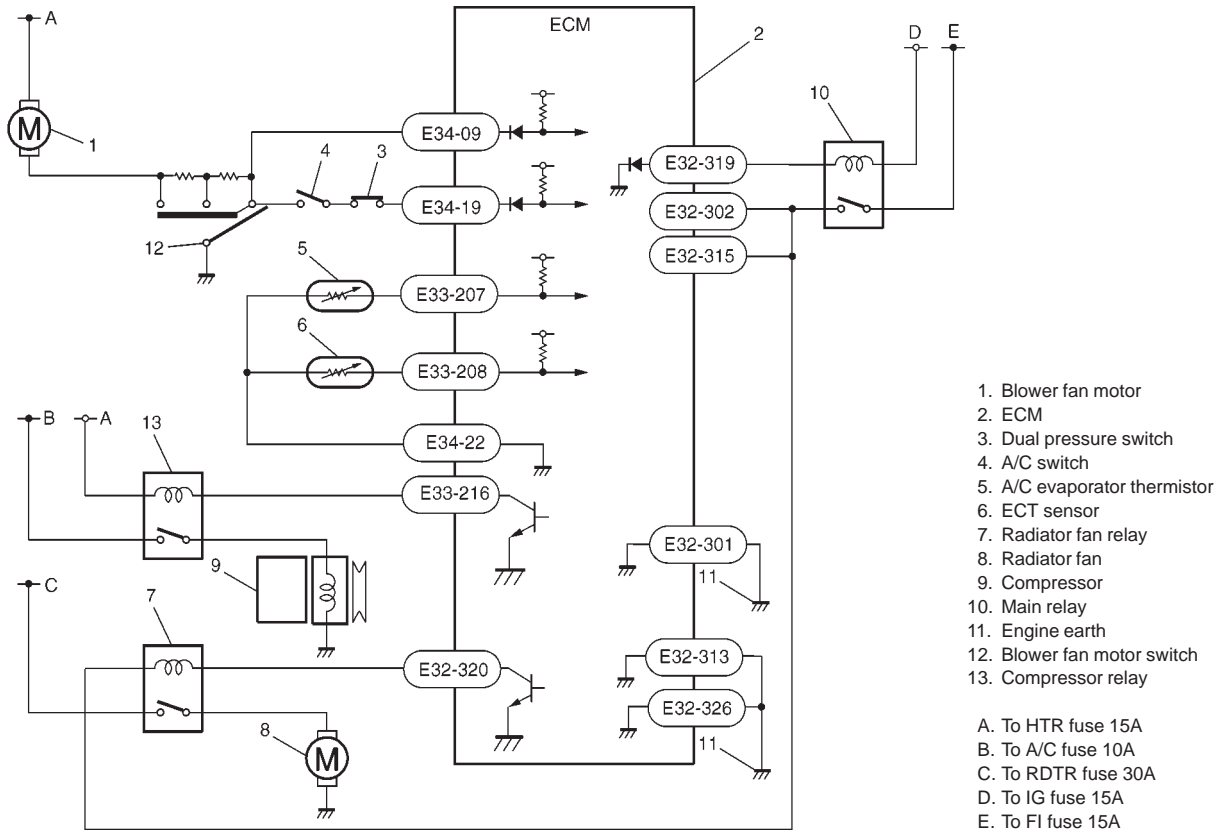 A
ECM
2
D
E
10
M
1
E34-09
4
3
E32-319
E34-19
E32-302
12
E32-315
5
E33-207
6
E33-208
B
A
13
E34-22
E33-216
E32-301
9
11
C
7
E32-313
E32-320
E32-326
8
M
11
1. Blower fan motor
2. ECM
3. Dual pressure switch
4. A/C switch
5. A/C evaporator thermistor
6. ECT sensor
7. Radiator fan relay
8. Radiator fan
9. Compressor
10. Main relay
11. Engine earth
12. Blower fan motor switch
13. Compressor relay
A. To HTR fuse 15A
B. To A/C fuse 10A
C. To RDTR fuse 30A
D. To IG fuse 15A
E. To FI fuse 15A